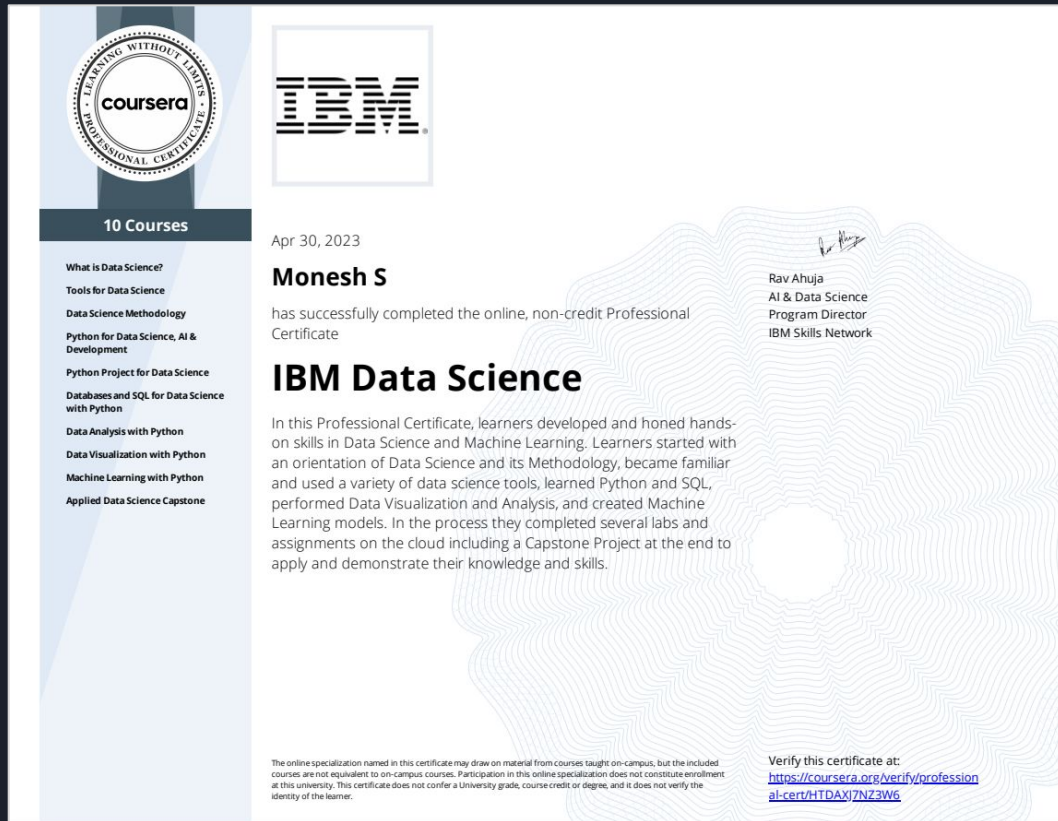 LEARNING WITHOUT LIMITS
coursera
PROFESSIONAL CERTIFICATE
10 Courses
What is Data Science?
Tools for Data Science
Data Science Methodology
Python for Data Science, AI &
Development
Python Project for Data Science
Databases and SQL for Data Science
with Python
Data Analysis with Python
Data Visualization with Python
Machine Learning with Python
Applied Data Science Capstone
IBM®
Apr 30, 2023
Monesh S
has successfully completed the online, non-credit Professional
Certificate
IBM Data Science
In this Professional Certificate, learners developed and honed hands-
on skills in Data Science and Machine Learning. Learners started with
an orientation of Data Science and its Methodology, became familiar
and used a variety of data science tools, learned Python and SQL,
performed Data Visualization and Analysis, and created Machine
Learning models. In the process they completed several labs and
assignments on the cloud including a Capstone Project at the end to
apply and demonstrate their knowledge and skills.
Rav Ahuja
Rav Ahuja
AI & Data Science
Program Director
IBM Skills Network
The online specialization named in this certificate may draw on material from courses taught on-campus, but the included
courses are not equivalent to on-campus courses. Participation in this online specialization does not constitute enrollment
at this university. This certificate does not confer a University grade, course credit or degree, and it does not verify the
identity of the learner.
Verify this certificate at:
https://coursera.org/verify/profession
al-cert/HTDAXJ7NZ3W6